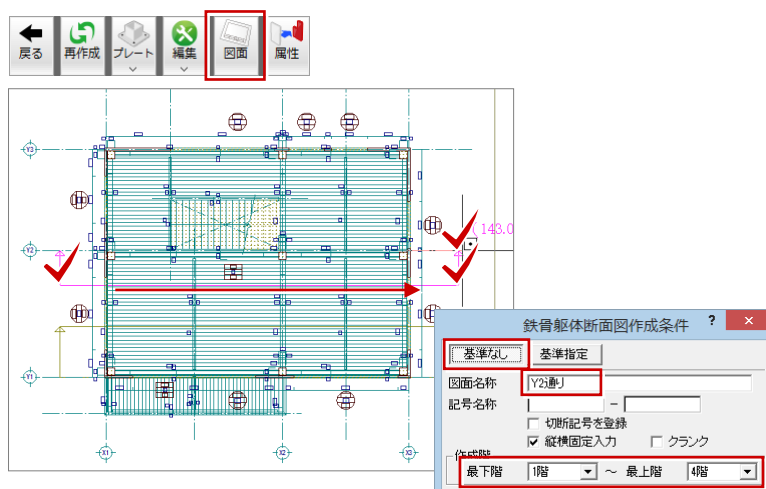 戻る 再作成 プレート 編集 図面 属性
Y3
Y2
(143.0
Y1
X1 X2 X3
鉄骨躯体断面図作成条件 ? ×
基準なし 基準指定
図面名称 Y2通り
記号名称 -
切断記号を登録
縦横固定入力 クランク
作成階
最下階 1階 ～ 最上階 4階